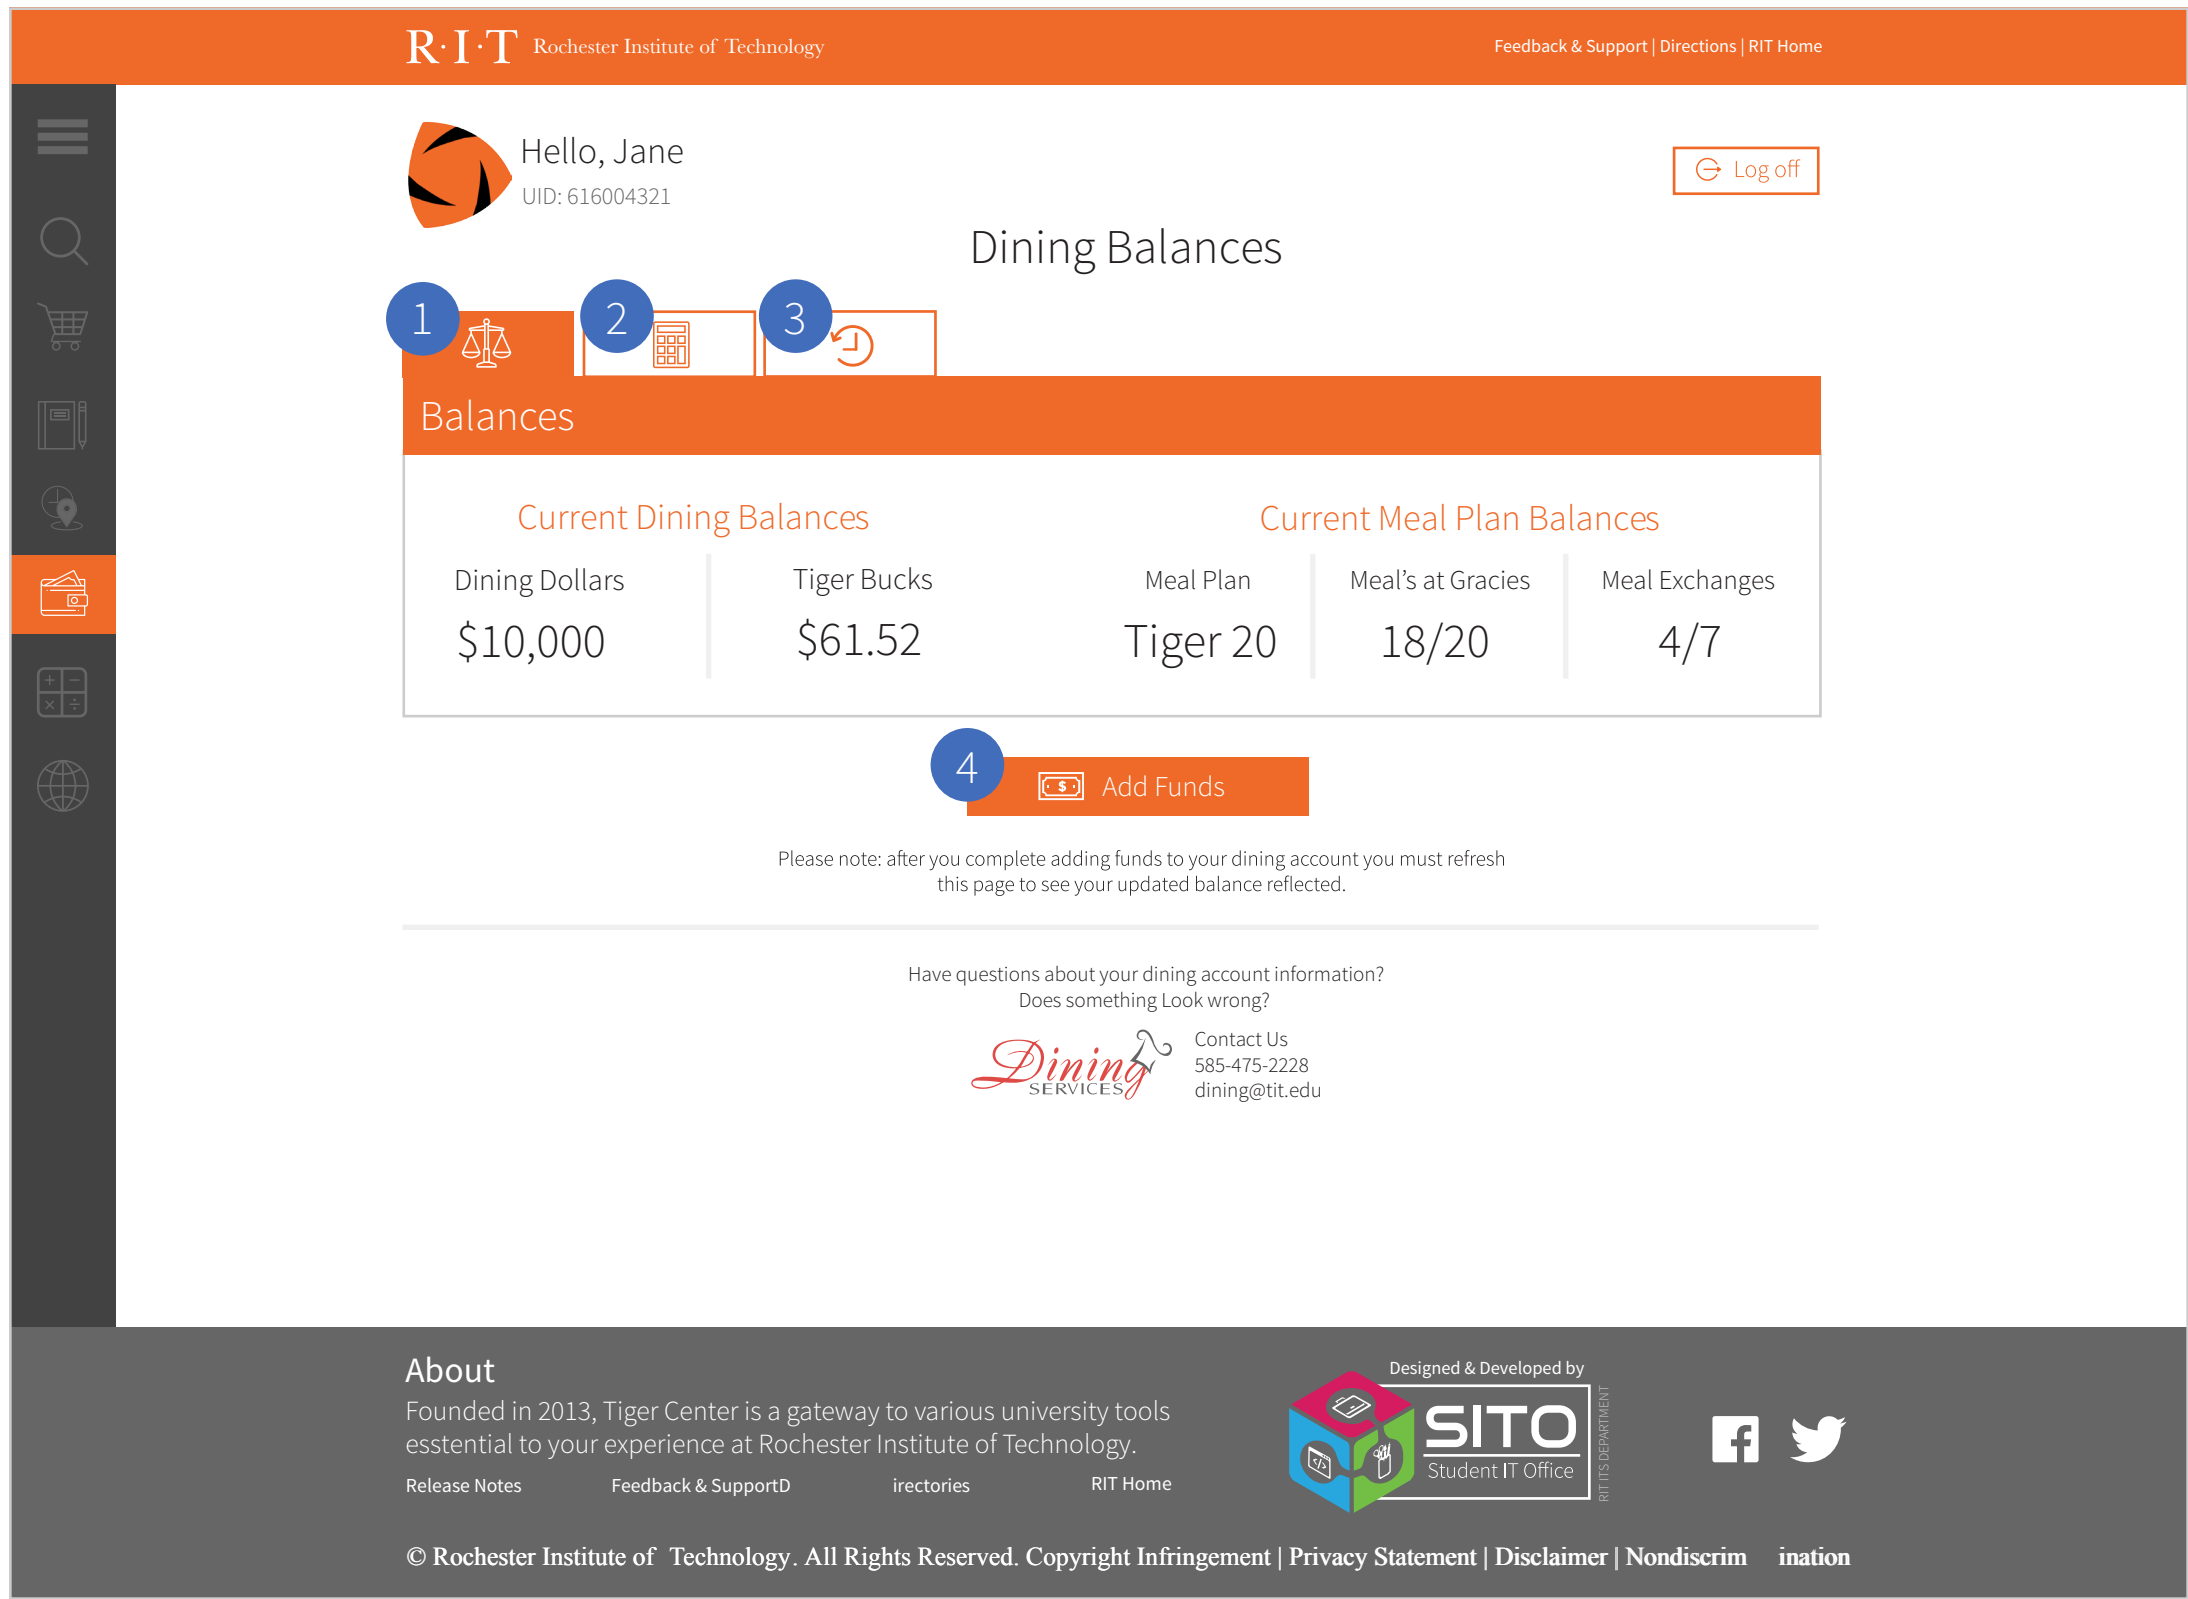 R·I·T Rochester Institute of Technology
Feedback & Support | Directions | RIT Home
Hello, Jane
UID: 616004321
Log off
Dining Balances
1
2
3
Balances
Current Dining Balances
Current Meal Plan Balances
Dining Dollars
Tiger Bucks
Meal Plan
Meal's at Gracies
Meal Exchanges
$10,000
$61.52
Tiger 20
18/20
4/7
4
$ Add Funds
Please note: after you complete adding funds to your dining account you must refresh
this page to see your updated balance reflected.
Have questions about your dining account information?
Does something Look wrong?
Dining
SERVICES
Contact Us
585-475-2228
dining@tit.edu
About
Founded in 2013, Tiger Center is a gateway to various university tools
esstential to your experience at Rochester Institute of Technology.
Release Notes
Feedback & SupportD
irectories
RIT Home
Designed & Developed by
SITO
Student IT Office
RIT ITS DEPARTMENT
© Rochester Institute of Technology. All Rights Reserved. Copyright Infringement | Privacy Statement | Disclaimer | Nondiscrim ination